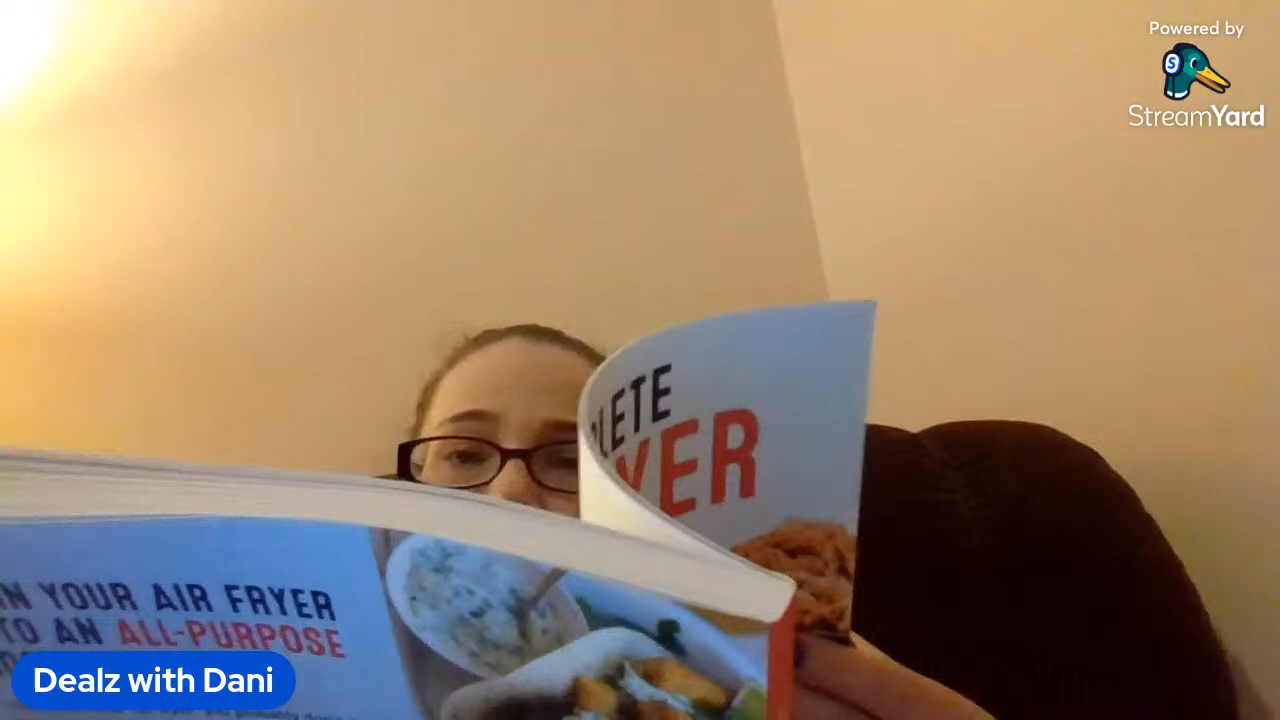 Powered by
S
StreamYard
LETE
YER
N YOUR AIR FRYER
TO AN ALL-PURPOSE
Dealz with Dani